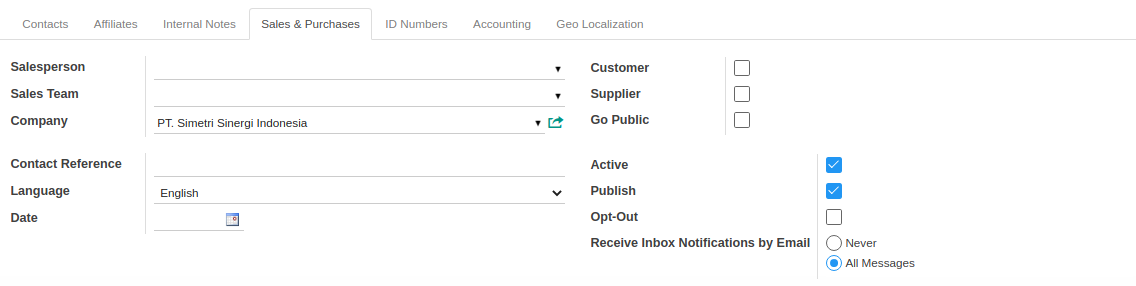 Contacts Affiliates Internal Notes Sales & Purchases ID Numbers Accounting Geo Localization
Salesperson
Sales Team
Company PT. Simetri Sinergi Indonesia
Contact Reference
Language English
Date
Customer
Supplier
Go Public
Active
Publish
Opt-Out
Receive Inbox Notifications by Email Never
All Messages